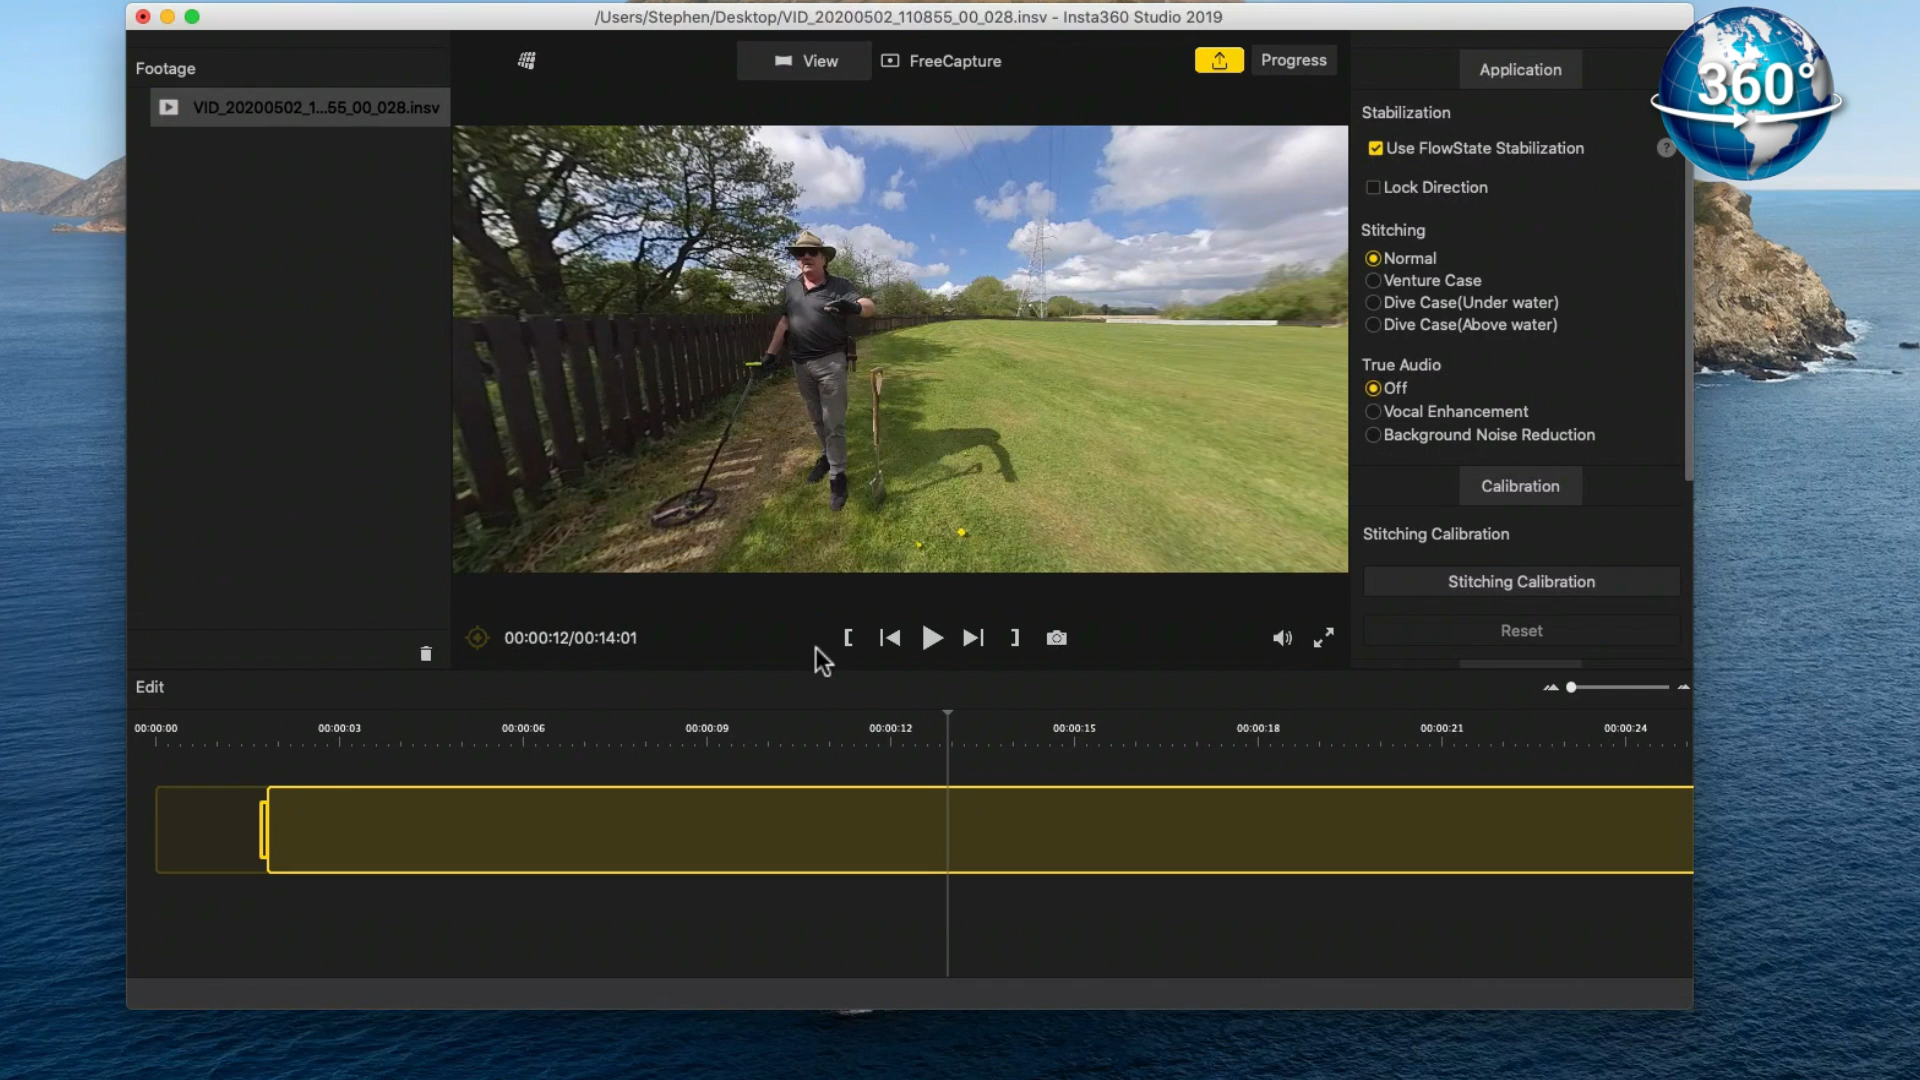 /Users/Stephen/Desktop/VID_20200502_110855_00_028.insv - Insta360 Studio 2019
Footage
VID_20200502_1...55_00_028.insv
View
FreeCapture
Progress
Application
360°
Stabilization
Use FlowState Stabilization
?
Lock Direction
Stitching
Normal
Venture Case
Dive Case(Under water)
Dive Case(Above water)
True Audio
Off
Vocal Enhancement
Background Noise Reduction
Calibration
Stitching Calibration
Stitching Calibration
Reset
00:00:12/00:14:01
Edit
00:00:00 00:00:03 00:00:06 00:00:09 00:00:12 00:00:15 00:00:18 00:00:21 00:00:24